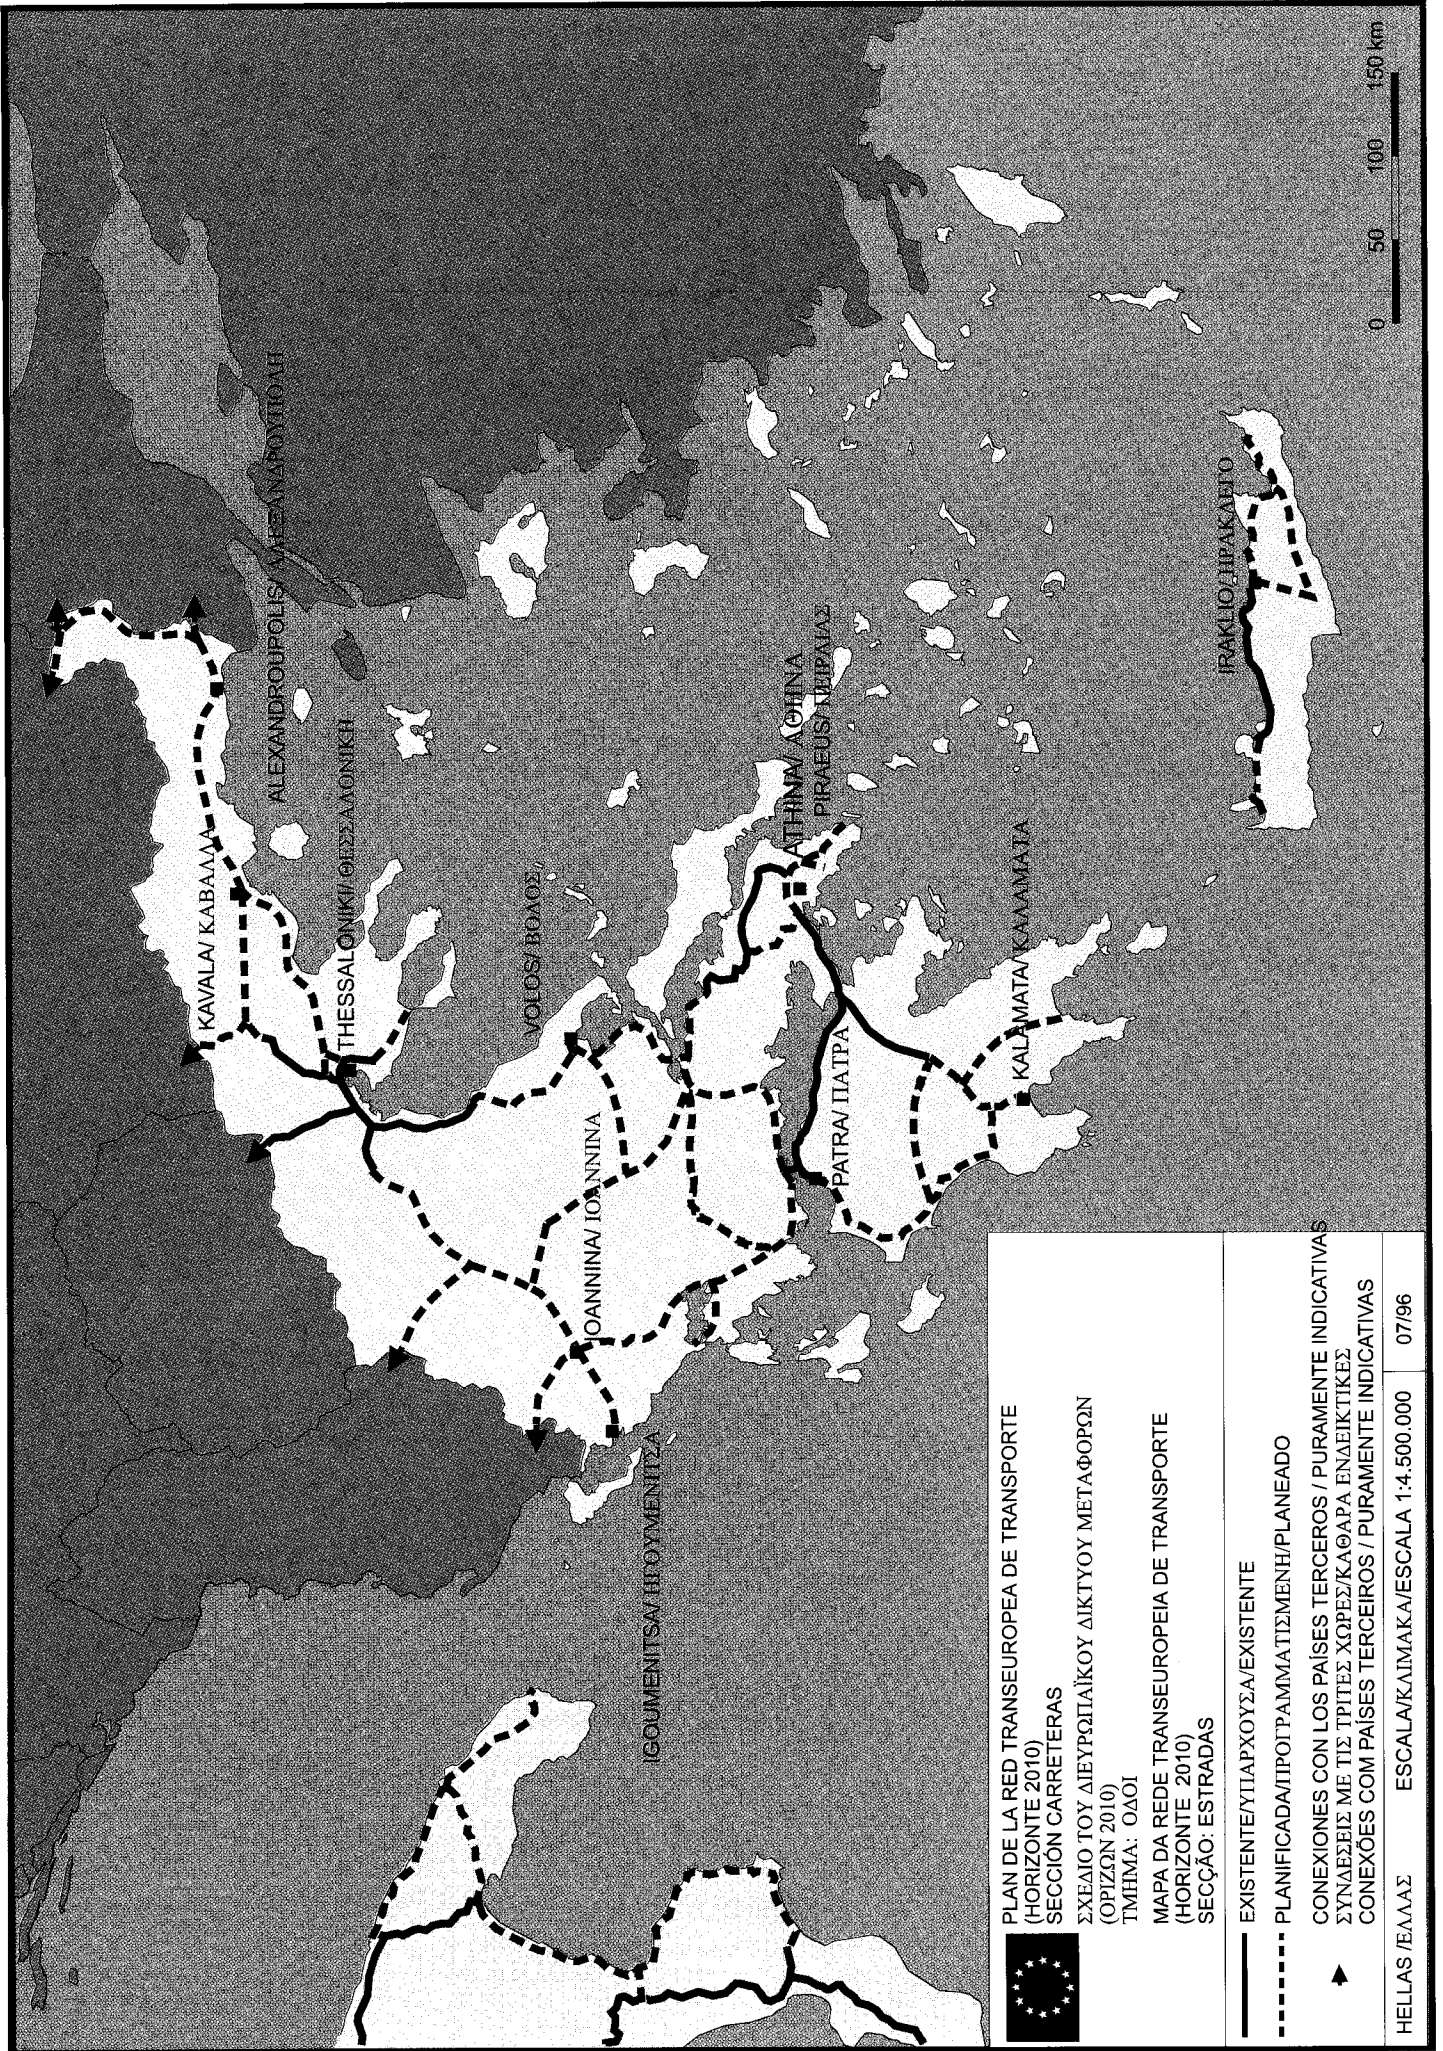 KAVALA/ ΚΑΒΑΛΛΑ
ALEXANDROUPOLIS/ ΑΛΕΞΑΝΔΡΟΥΠΟΛΗ
THESSALONIKI/ ΘΕΣΣΑΛΟΝΙΚΗ
VOLOS/ ΒΟΛΟΣ
IOANNINA/ ΙΟΑΝΝΙΝΑ
IGOUMENITSA/ ΗΓΟΥΜΕΝΙΤΣΑ
ATHINA/ ΑΘΗΝΑ
PIRAEUS/ ΠΕΙΡΑΙΑΣ
PATRA/ ΠΑΤΡΑ
KALAMATA/ ΚΑΛΑΜΑΤΑ
IRAKLIO/ ΗΡΑΚΛΕΙΟ
0 50 100 150 km
PLAN DE LA RED TRANSEUROPEA DE TRANSPORTE
(HORIZONTE 2010)
SECCIÓN CARRETERAS
ΣΧΕΔΙΟ ΤΟΥ ΔΙΕΥΡΩΠΑΪΚΟΥ ΔΙΚΤΥΟΥ ΜΕΤΑΦΟΡΩΝ
(ΟΡΙΖΩΝ 2010)
ΤΜΗΜΑ: ΟΔΟΙ
MAPA DA REDE TRANSEUROPEIA DE TRANSPORTE
(HORIZONTE 2010)
SECÇÃO: ESTRADAS
EXISTENTE/ΥΠΑΡΧΟΥΣΑ/EXISTENTE
PLANIFICADA/ΠΡΟΓΡΑΜΜΑΤΙΣΜΕΝΗ/PLANEADO
CONEXIONES CON LOS PAÍSES TERCEROS / PURAMENTE INDICATIVAS
ΣΥΝΔΕΣΕΙΣ ΜΕ ΤΙΣ ΤΡΙΤΕΣ ΧΩΡΕΣ/ΚΑΘΑΡΑ ΕΝΔΕΙΚΤΙΚΕΣ
CONEXÕES COM PAÍSES TERCEIROS / PURAMENTE INDICATIVAS
HELLAS /ΕΛΛΑΣ ESCALA/ΚΛΙΜΑΚΑ/ESCALA 1:4.500.000 07/96